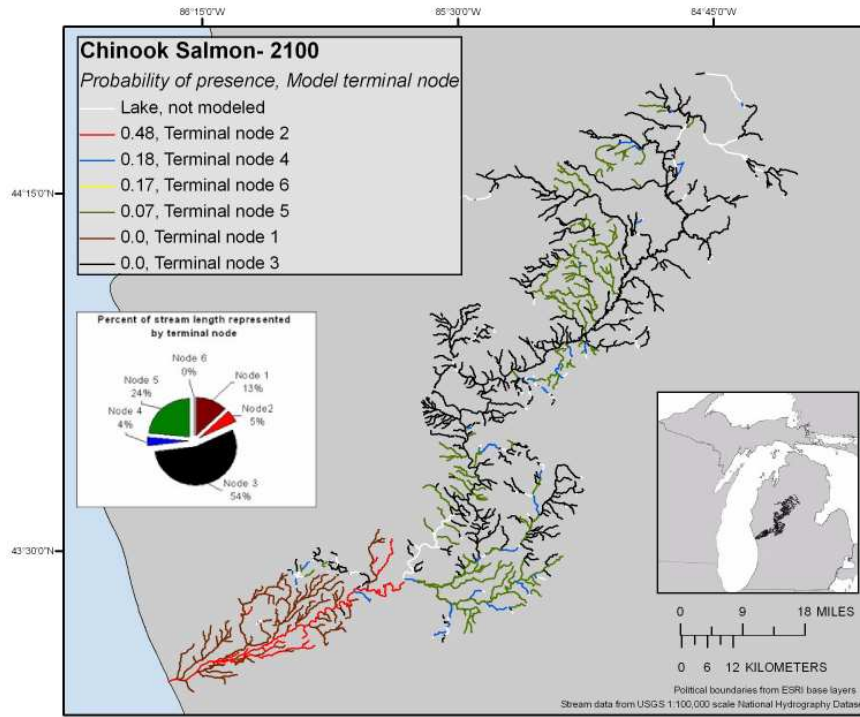 86°15'0"W
85°30'0"W
84°45'0"W
Chinook Salmon- 2100
Probability of presence, Model terminal node
Lake, not modeled
0.48, Terminal node 2
0.18, Terminal node 4
0.17, Terminal node 6
0.07, Terminal node 5
0.0, Terminal node 1
0.0, Terminal node 3
44°15'0"N
Percent of stream length represented
by terminal node
Node 6
0%
Node 1
13%
Node 5
24%
Node2
5%
Node 4
4%
Node 3
54%
43°30'0"N
0 9 18 MILES
0 6 12 KILOMETERS
Political boundaries from ESRI base layers
Stream data from USGS 1:100,000 scale National Hydrography Datase